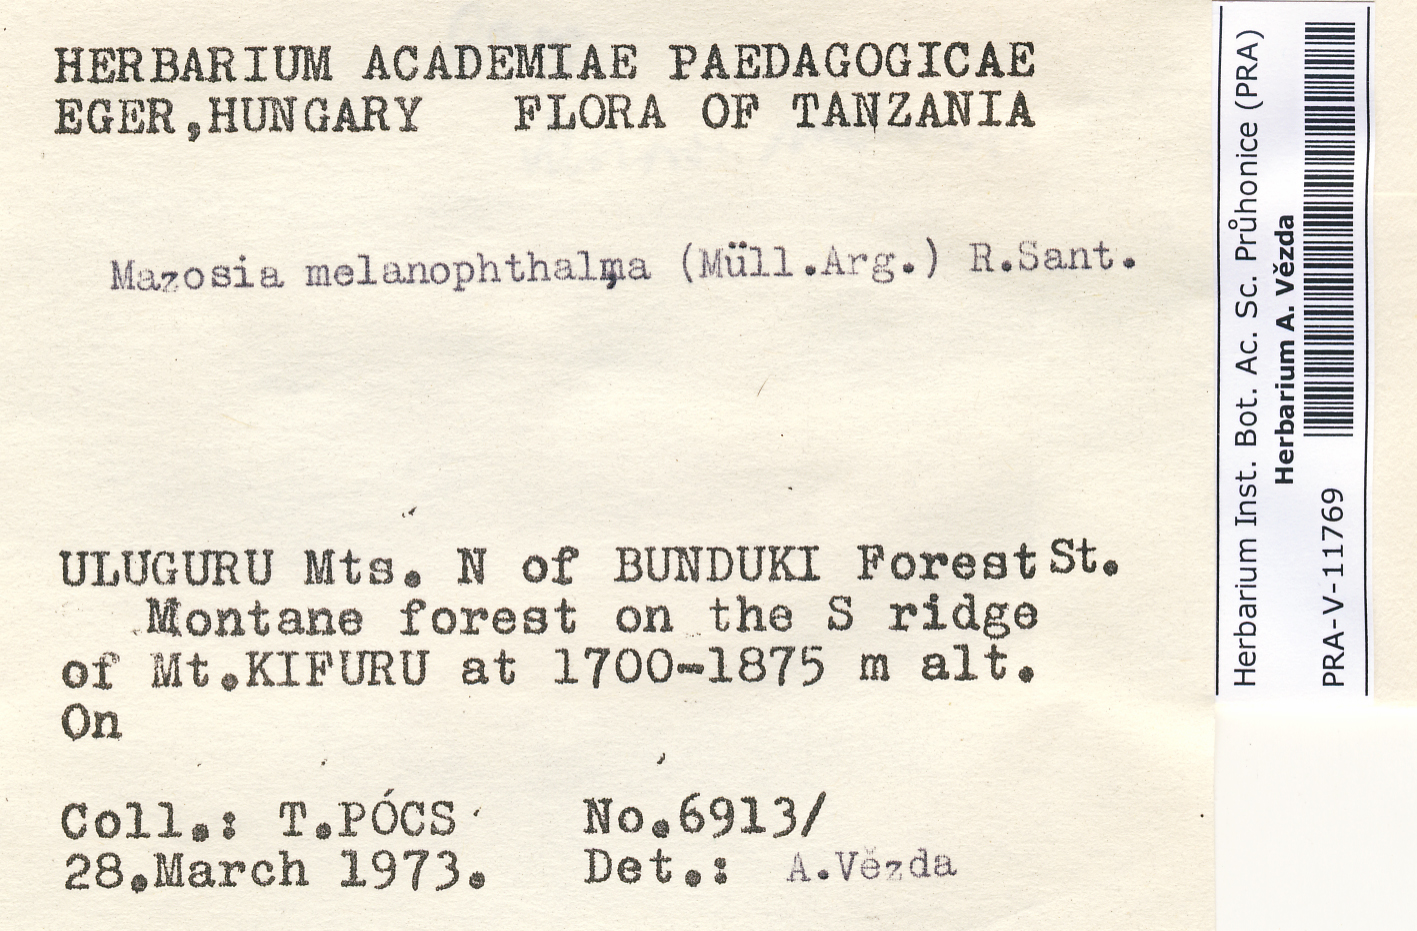 HERBARIUM ACADEMIAE PAEDAGOGICAE
EGER,HUNGARY FLORA OF TANZANIA
Mazosia melanophthalma (Müll.Arg.) R.Sant.
ULUGURU Mts. N of BUNDUKI Forest St.
Montane forest on the S ridge
of Mt.KIFURU at 1700-1875 m alt.
On
Coll.: T.PÓCS No.6913/
28.March 1973. Det.: A.Vězda
Herbarium Inst. Bot. Ac. Sc. Průhonice (PRA)
Herbarium A. Vězda
PRA-V-11769